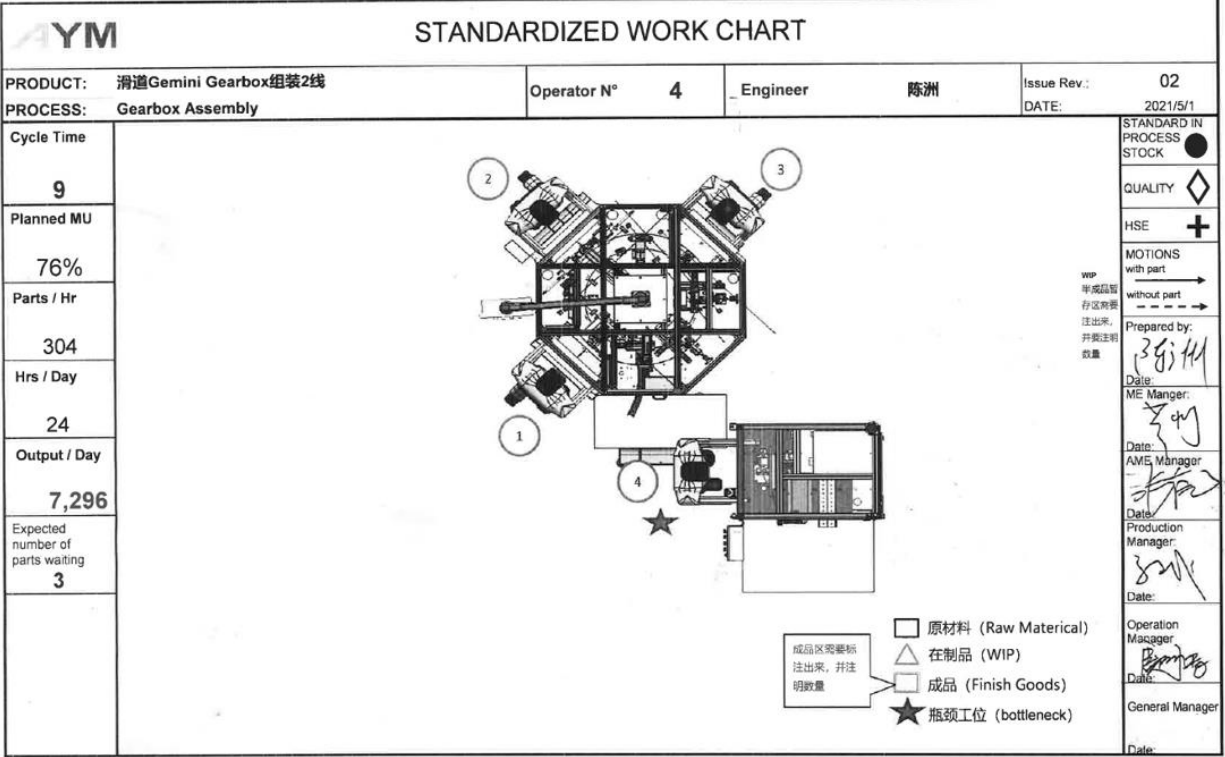 AYM
STANDARDIZED WORK CHART
PRODUCT: 滑道Gemini Gearbox组装2线
PROCESS: Gearbox Assembly
Operator N° 4
Engineer 陈洲
Issue Rev.: 02
DATE: 2021/5/1
Cycle Time
9
Planned MU
76%
Parts / Hr
304
Hrs / Day
24
Output / Day
7,296
Expected
number of
parts waiting
3
2
3
1
4
WIP
半成品暂
存区需要
注出来,
并要注明
数量
成品区需要标
注出来，并注
明数量
原材料（Raw Materical）
在制品（WIP）
成品（Finish Goods）
瓶颈工位（bottleneck）
STANDARD IN
PROCESS
STOCK
QUALITY
HSE
MOTIONS
with part
without part
Prepared by:
Date:
ME Manger:
Date:
AME Manager
Date:
Production
Manager:
Date:
Operation
Manager
Date:
General Manager
Date: